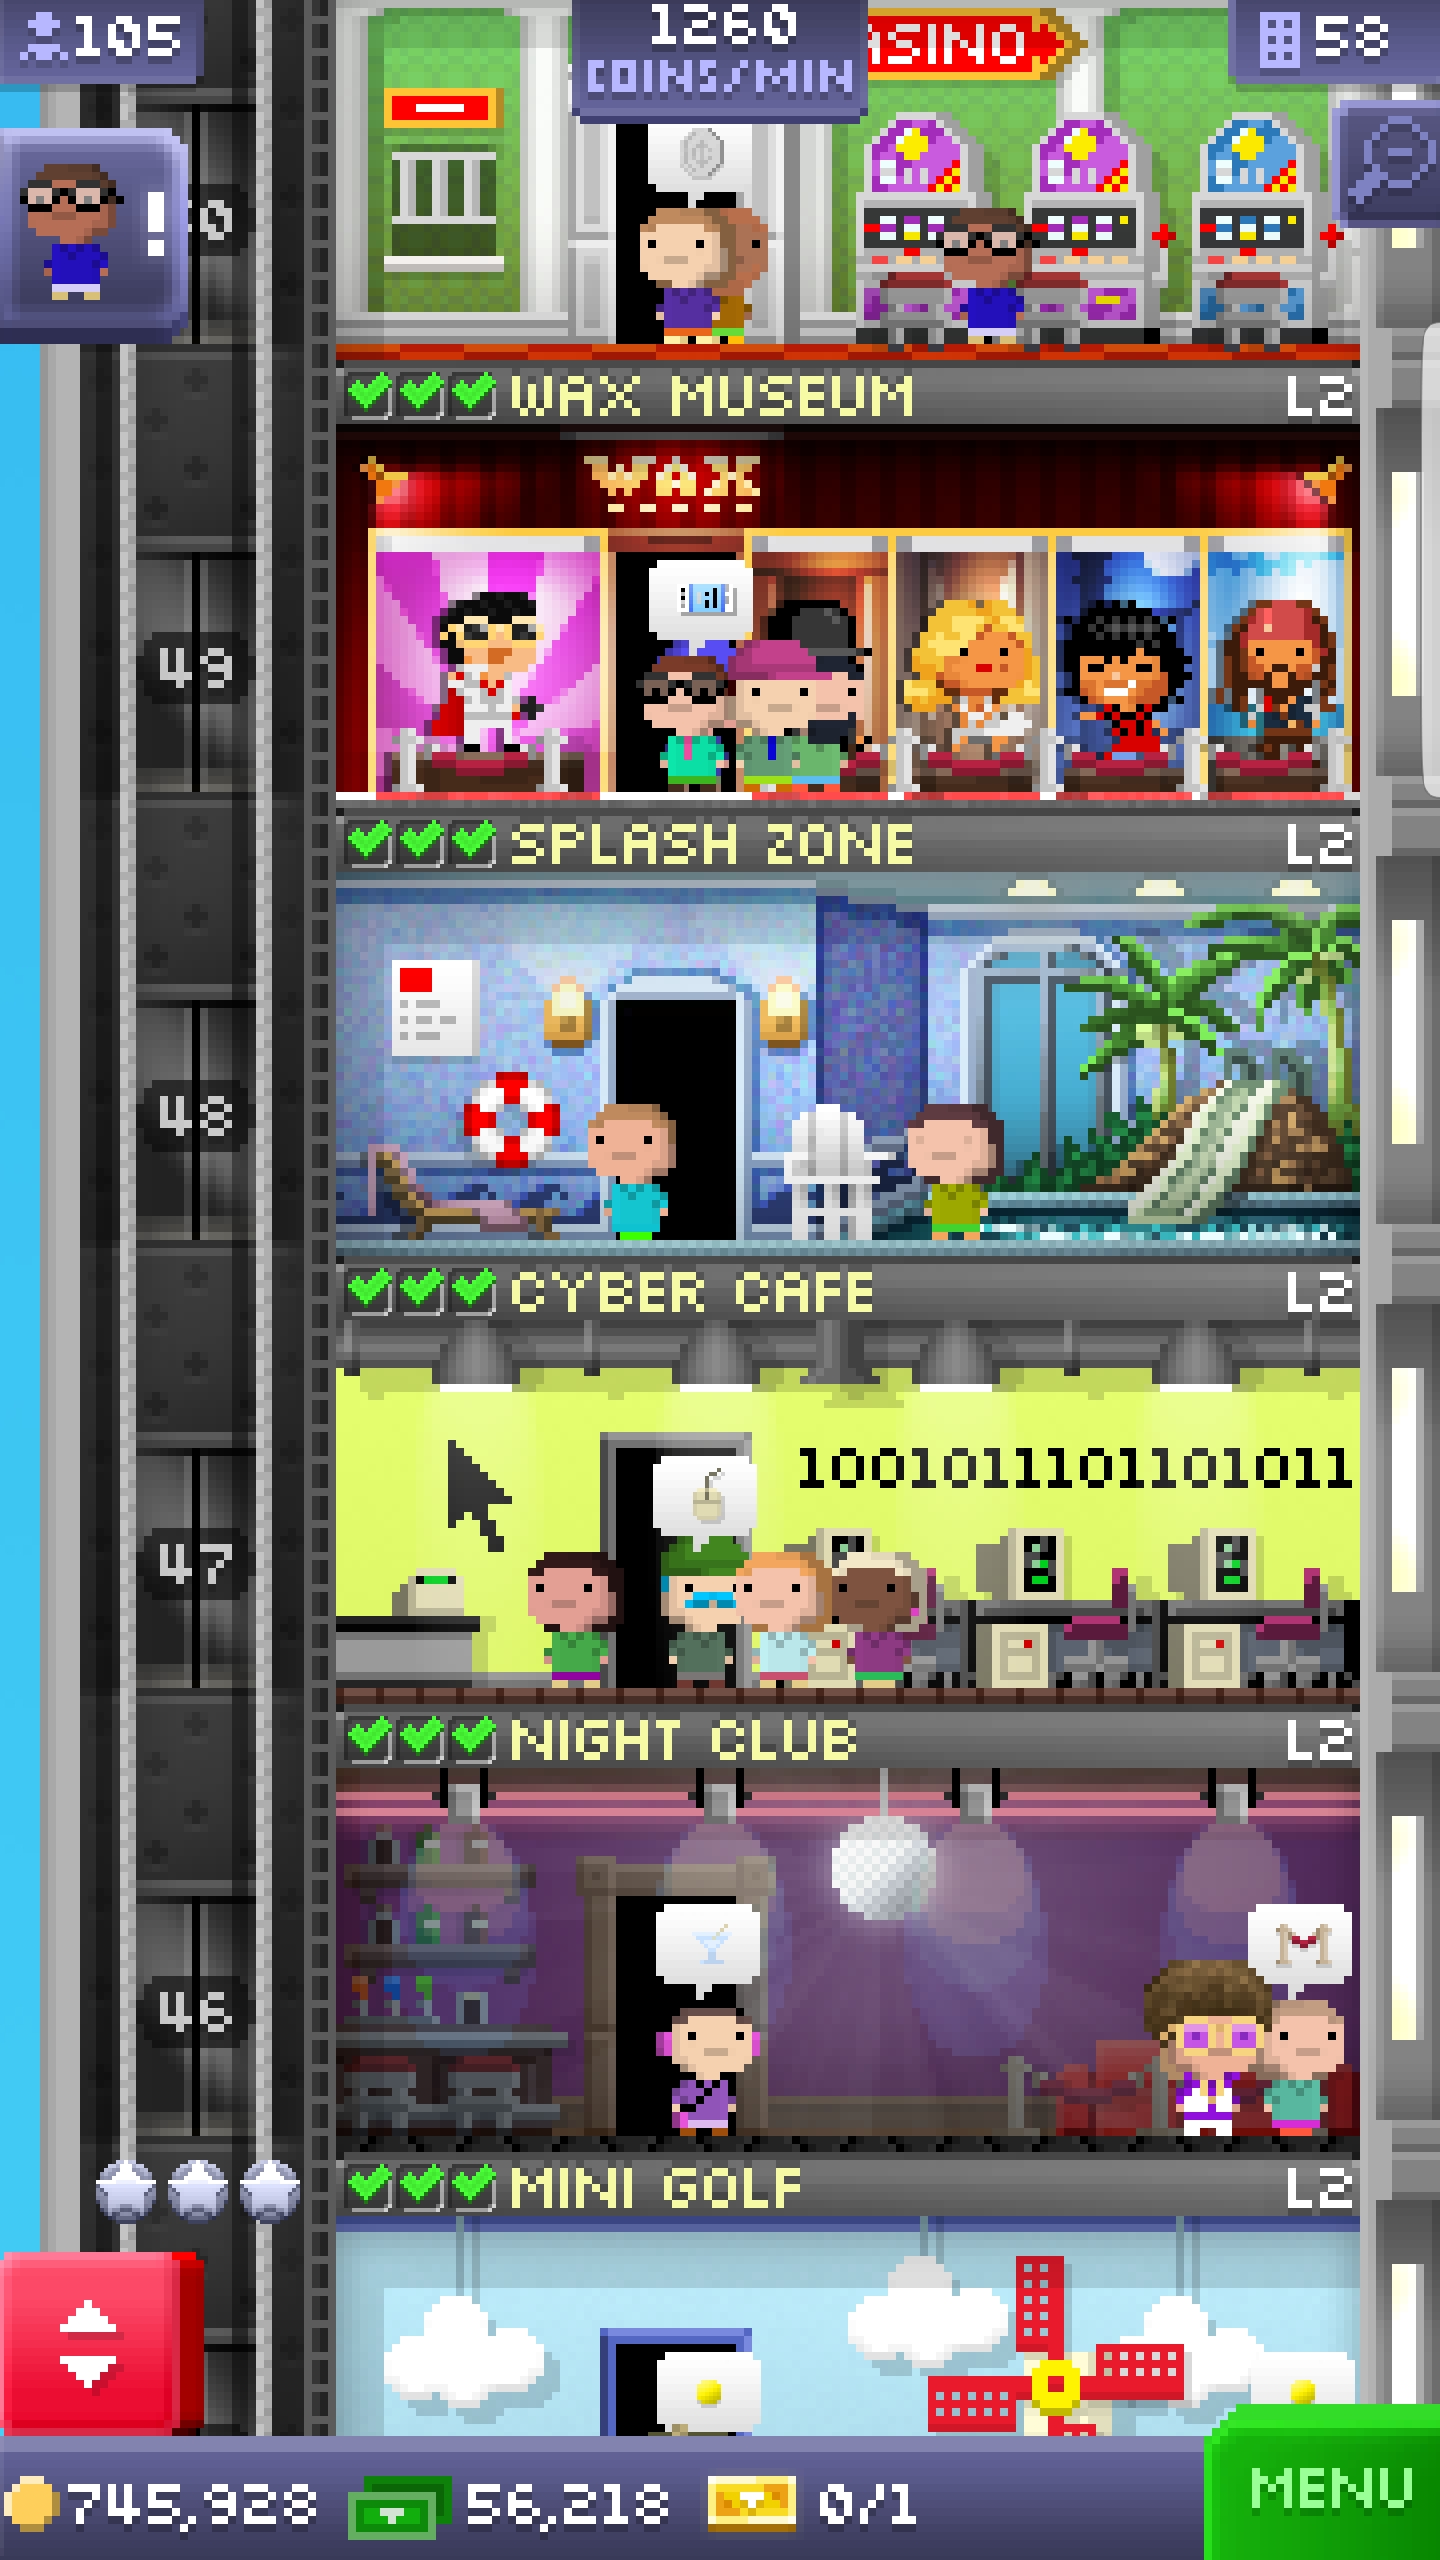 105
1260
COINS/MIN
58
ASINO
!
WAX MUSEUM L2
WAX
49
SPLASH ZONE L2
48
CYBER CAFE L2
1001011101101011
47
NIGHT CLUB L2
46
MINI GOLF L2
745,928
56,218
0/1
MENU